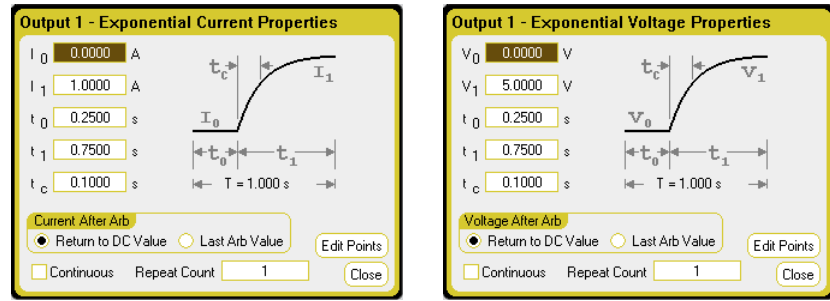 Output 1 - Exponential Current Properties
I 0 0.0000 A
I 1 1.0000 A
t 0 0.2500 s
t 1 0.7500 s
t c 0.1000 s
tc
I1
I0
t0 t1
T = 1.000 s
Current After Arb
Return to DC Value Last Arb Value
Edit Points
Continuous Repeat Count 1
Close
Output 1 - Exponential Voltage Properties
V0 0.0000 V
V1 5.0000 V
t 0 0.2500 s
t 1 0.7500 s
t c 0.1000 s
tc
V1
V0
t0 t1
T = 1.000 s
Voltage After Arb
Return to DC Value Last Arb Value
Edit Points
Continuous Repeat Count 1
Close